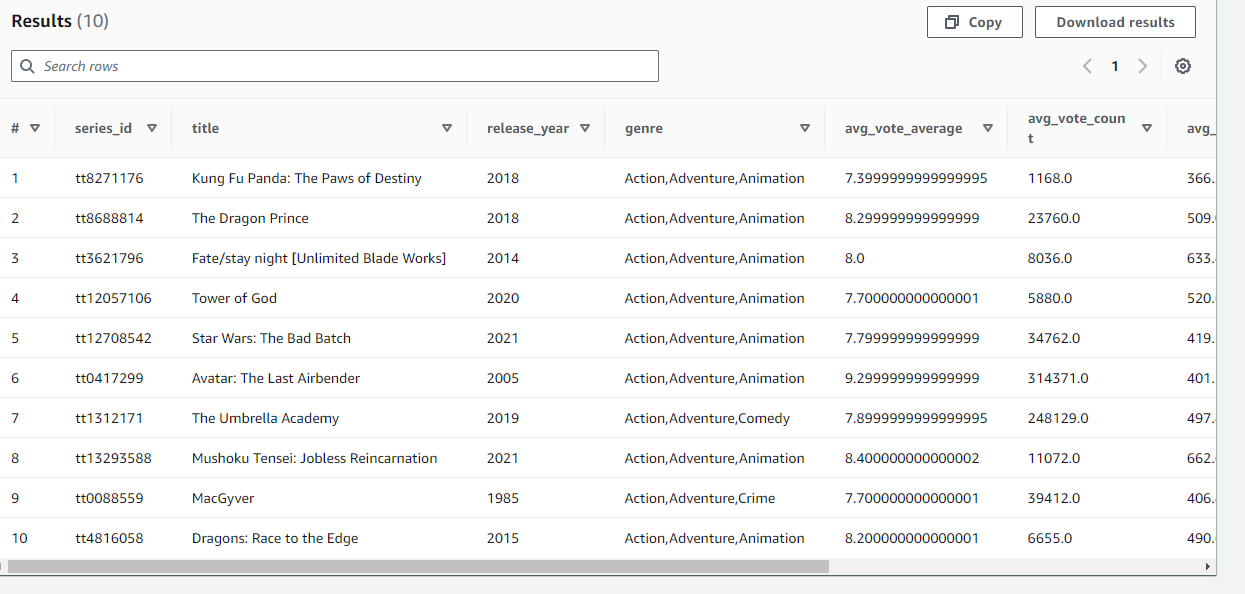 Results (10)
Copy
Download results
Search rows
1
# series_id title release_year genre avg_vote_average avg_vote_coun
t avg_
1 tt8271176 Kung Fu Panda: The Paws of Destiny 2018 Action,Adventure,Animation 7.3999999999999995 1168.0 366.
2 tt8688814 The Dragon Prince 2018 Action,Adventure,Animation 8.299999999999999 23760.0 509.
3 tt3621796 Fate/stay night [Unlimited Blade Works] 2014 Action,Adventure,Animation 8.0 8036.0 633.
4 tt12057106 Tower of God 2020 Action,Adventure,Animation 7.700000000000001 5880.0 520.
5 tt12708542 Star Wars: The Bad Batch 2021 Action,Adventure,Animation 7.799999999999999 34762.0 419.
6 tt0417299 Avatar: The Last Airbender 2005 Action,Adventure,Animation 9.299999999999999 314371.0 401.
7 tt1312171 The Umbrella Academy 2019 Action,Adventure,Comedy 7.8999999999999995 248129.0 497.
8 tt13293588 Mushoku Tensei: Jobless Reincarnation 2021 Action,Adventure,Animation 8.400000000000002 11072.0 662.
9 tt0088559 MacGyver 1985 Action,Adventure,Crime 7.700000000000001 39412.0 406.
10 tt4816058 Dragons: Race to the Edge 2015 Action,Adventure,Animation 8.200000000000001 6655.0 490.